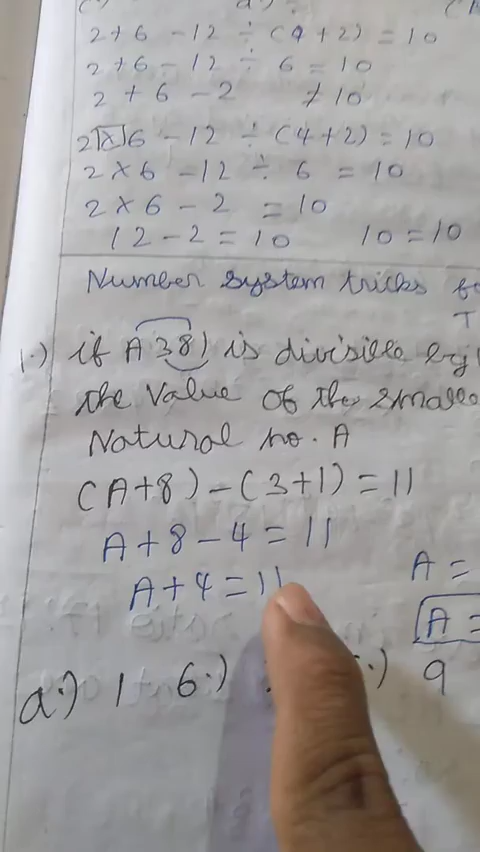 2+6 -12 ÷ (4+2) = 10
2+6 - 12 ÷ 6 = 10
2 + 6 - 2 ≠ 10
2[×]6 -12 ÷ (4+2) = 10
2 × 6 -12 ÷ 6 = 10
2 × 6 - 2 = 10
12 - 2 = 10 10 = 10
Number system tricks
1.) if A381 is divisible by
the value of the
Natural no. A
(A+8) - (3+1) = 11
A + 8 - 4 = 11
A + 4 = 11 A =
A =
a.) 1 b.) .) 9